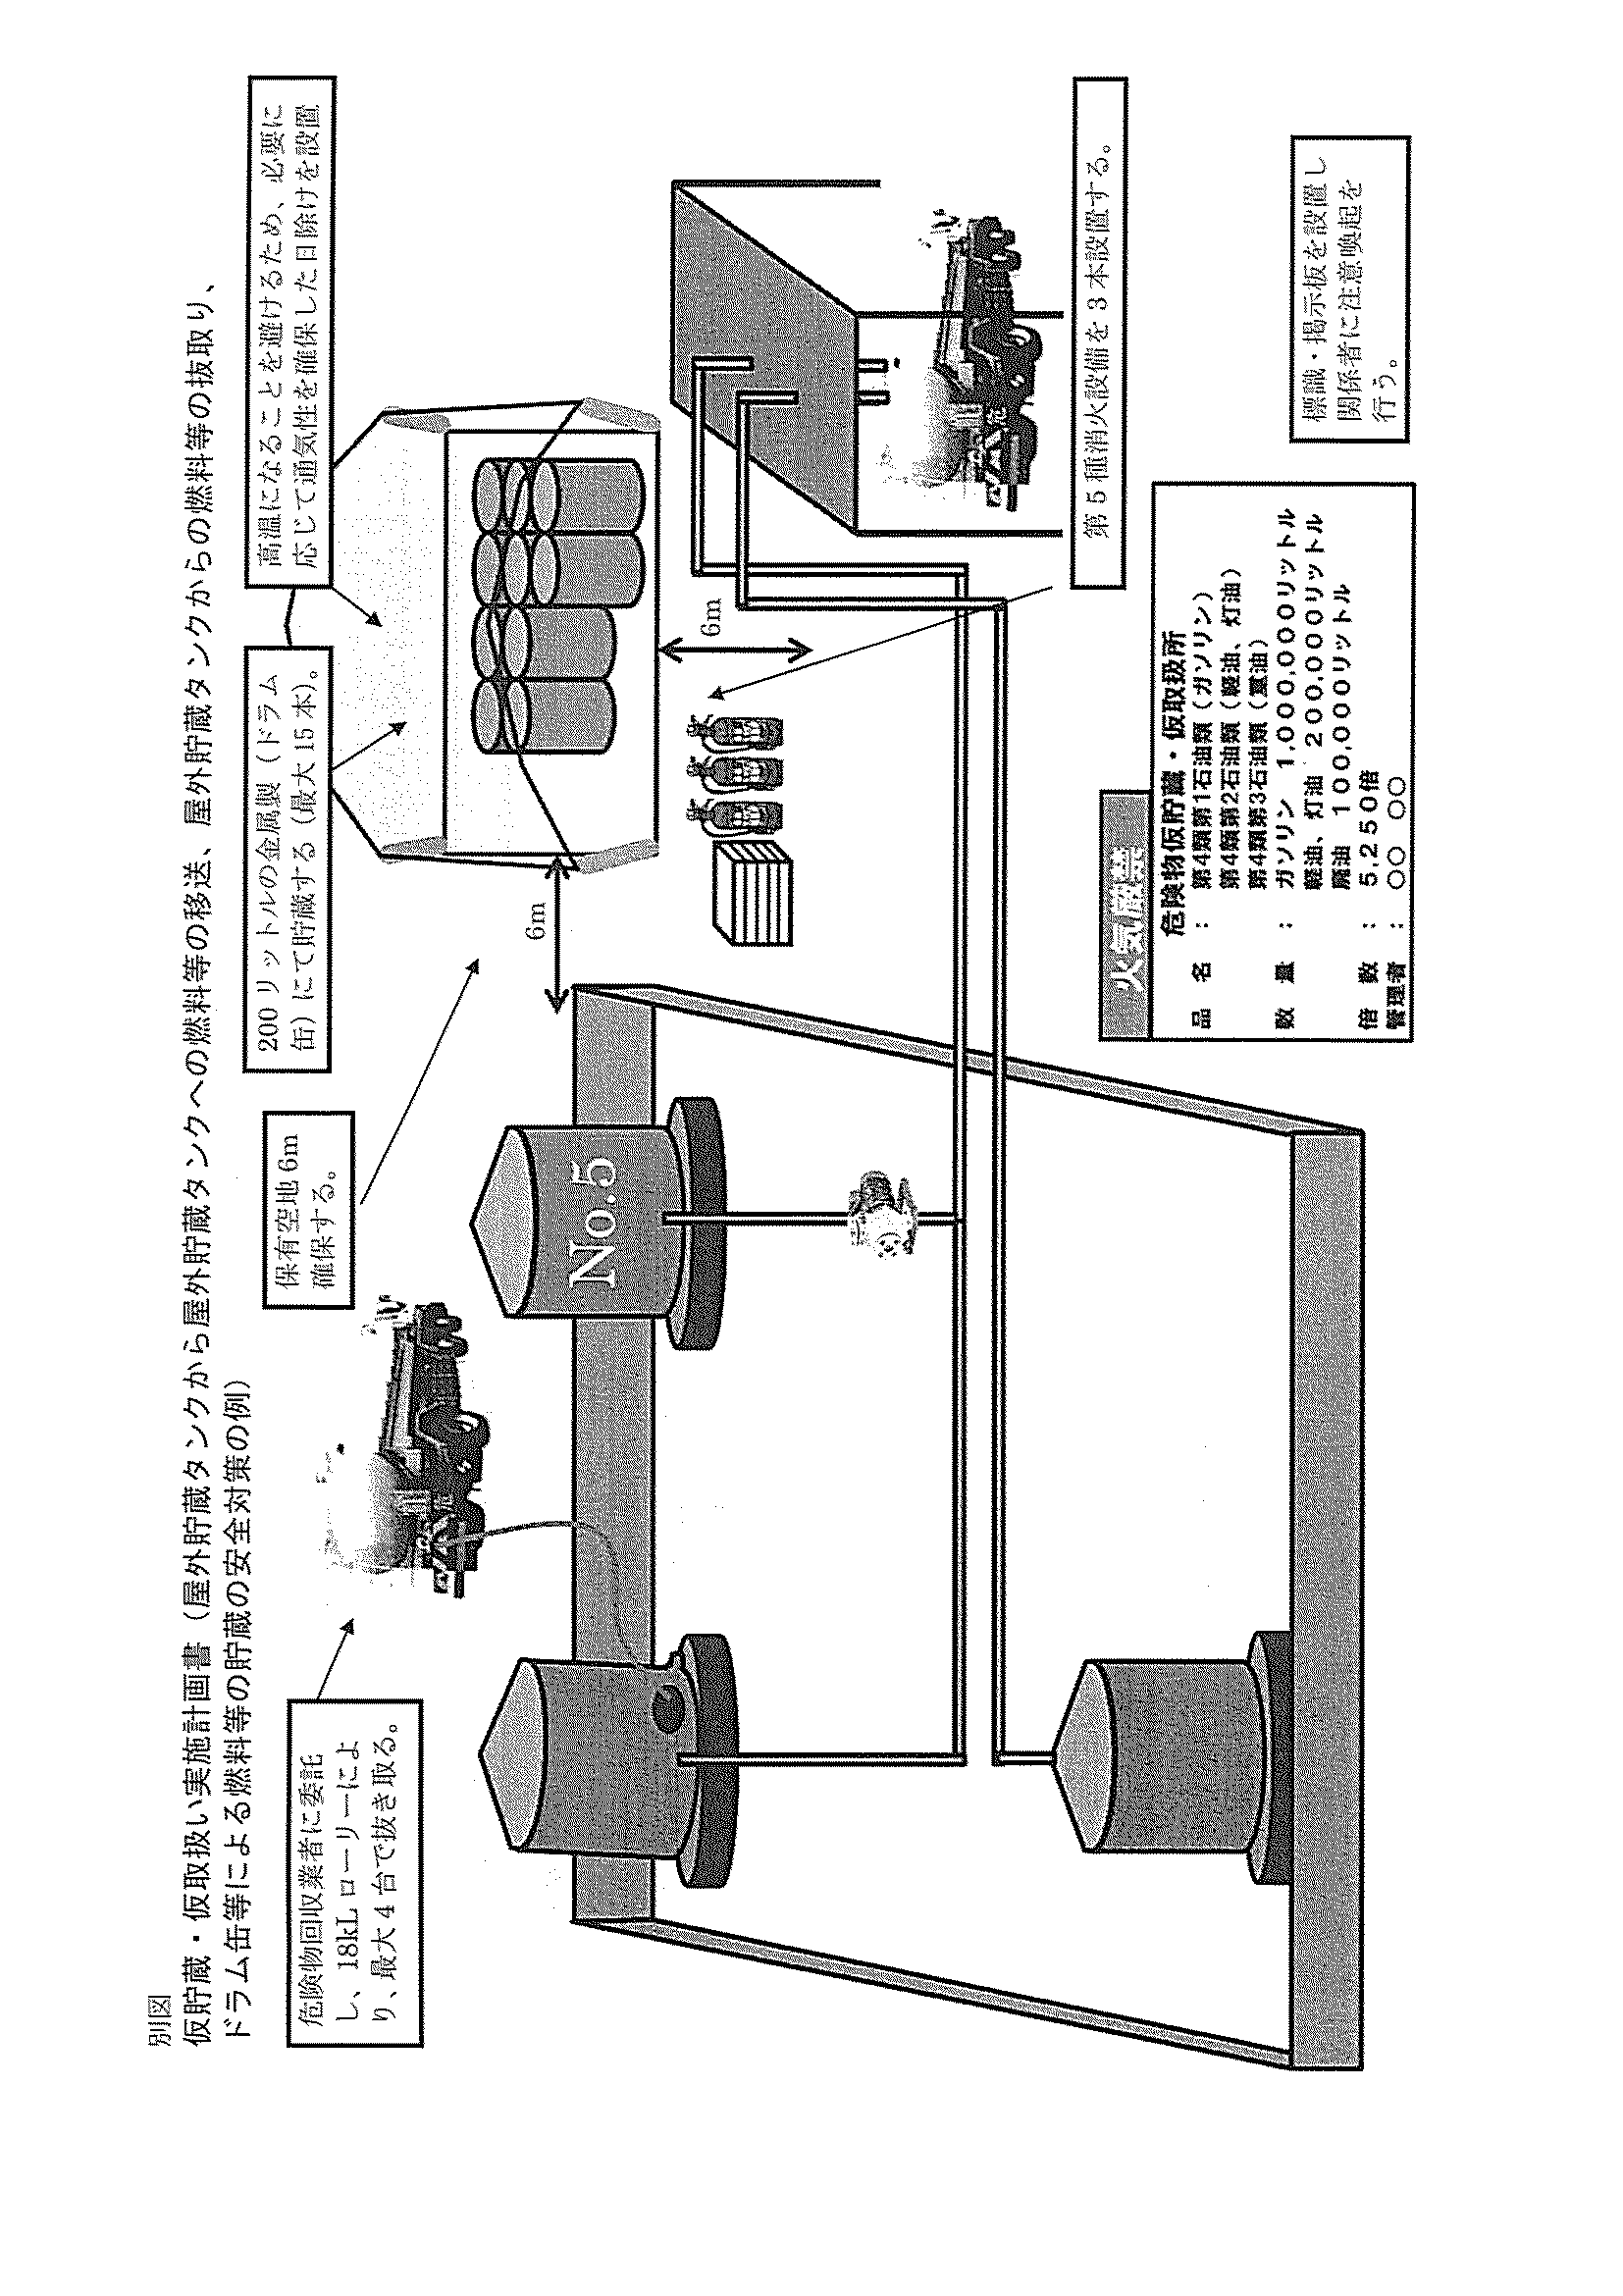 別図
仮貯蔵・仮取扱い実施計画書（屋外貯蔵タンクから屋外貯蔵タンクへの燃料等の移送、屋外貯蔵タンクからの燃料等の抜取り、
ドラム缶等による燃料等の貯蔵の安全対策の例）
危険物回収業者に委託
し、18kL ローリーによ
り、最大 4 台で抜き取る。
保有空地 6m
確保する。
200 リットルの金属製（ドラム
缶）にて貯蔵する（最大 15 本）。
高温になることを避けるため、必要に
応じて通気性を確保した日除けを設置
No.5
6m
6m
第 5 種消火設備を 3 本設置する。
火気厳禁
危険物仮貯蔵・仮取扱所
品　名　：　第4類第1石油類（ガソリン）
第4類第2石油類（軽油、灯油）
第4類第3石油類（重油）
数　量　：　ガソリン　1,000,000リットル
軽油、灯油　200,000リットル
廃油　100,000リットル
倍　数　：　5,250倍
管理者　：　〇〇　〇〇
標識・掲示板を設置し
関係者に注意喚起を
行う。